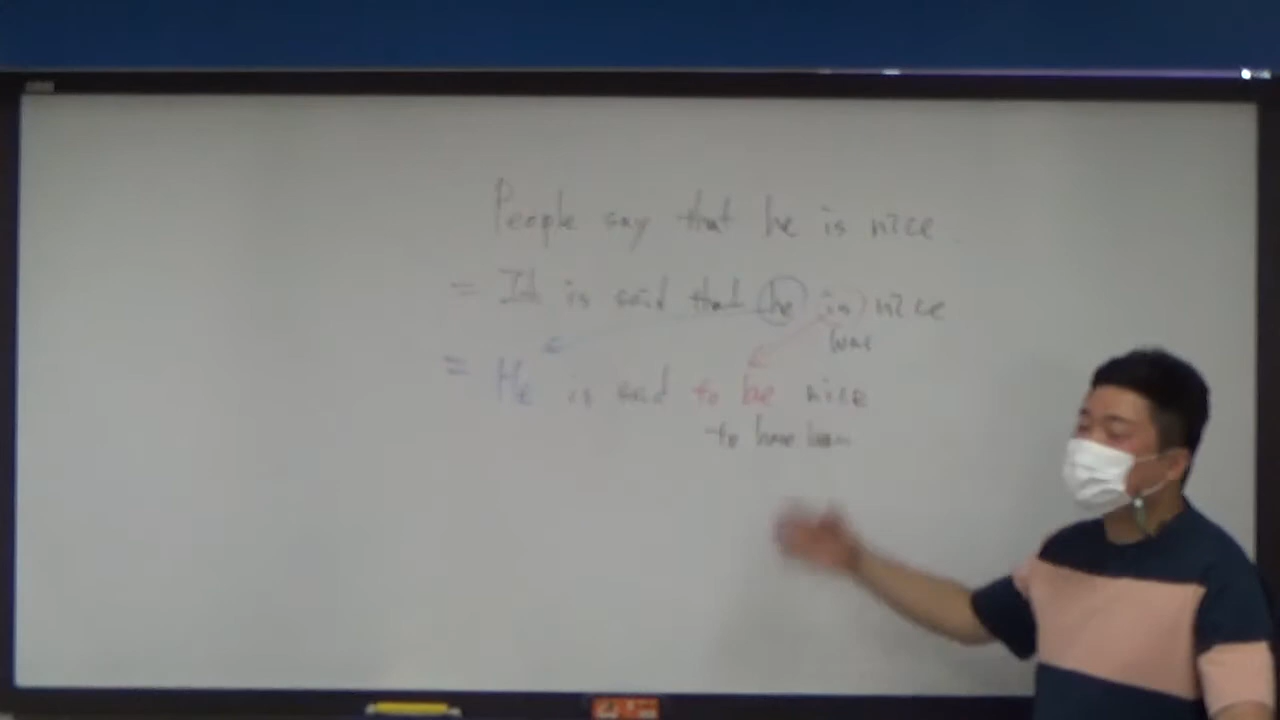 People say that he is nice
= It is said that he is nice
was
= He is said to be nice
to have been